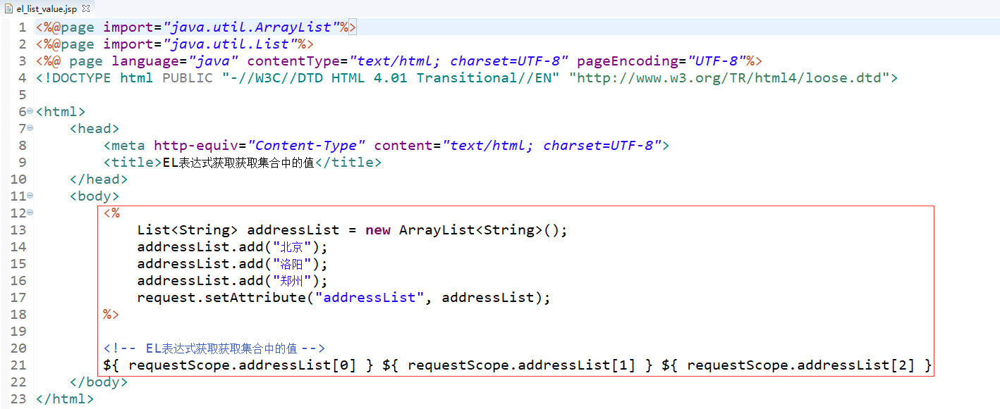 el_list_value.jsp
1 <%@page import="java.util.ArrayList"%>
2 <%@page import="java.util.List"%>
3 <%@ page language="java" contentType="text/html; charset=UTF-8" pageEncoding="UTF-8"%>
4 <!DOCTYPE html PUBLIC "-//W3C//DTD HTML 4.01 Transitional//EN" "http://www.w3.org/TR/html4/loose.dtd">
5
6 <html>
7 <head>
8 <meta http-equiv="Content-Type" content="text/html; charset=UTF-8">
9 <title>EL表达式获取获取集合中的值</title>
10 </head>
11 <body>
12 <%
13 List<String> addressList = new ArrayList<String>();
14 addressList.add("北京");
15 addressList.add("洛阳");
16 addressList.add("郑州");
17 request.setAttribute("addressList", addressList);
18 %>
19
20 <!-- EL表达式获取获取集合中的值 -->
21 ${ requestScope.addressList[0] } ${ requestScope.addressList[1] } ${ requestScope.addressList[2] }
22 </body>
23 </html>